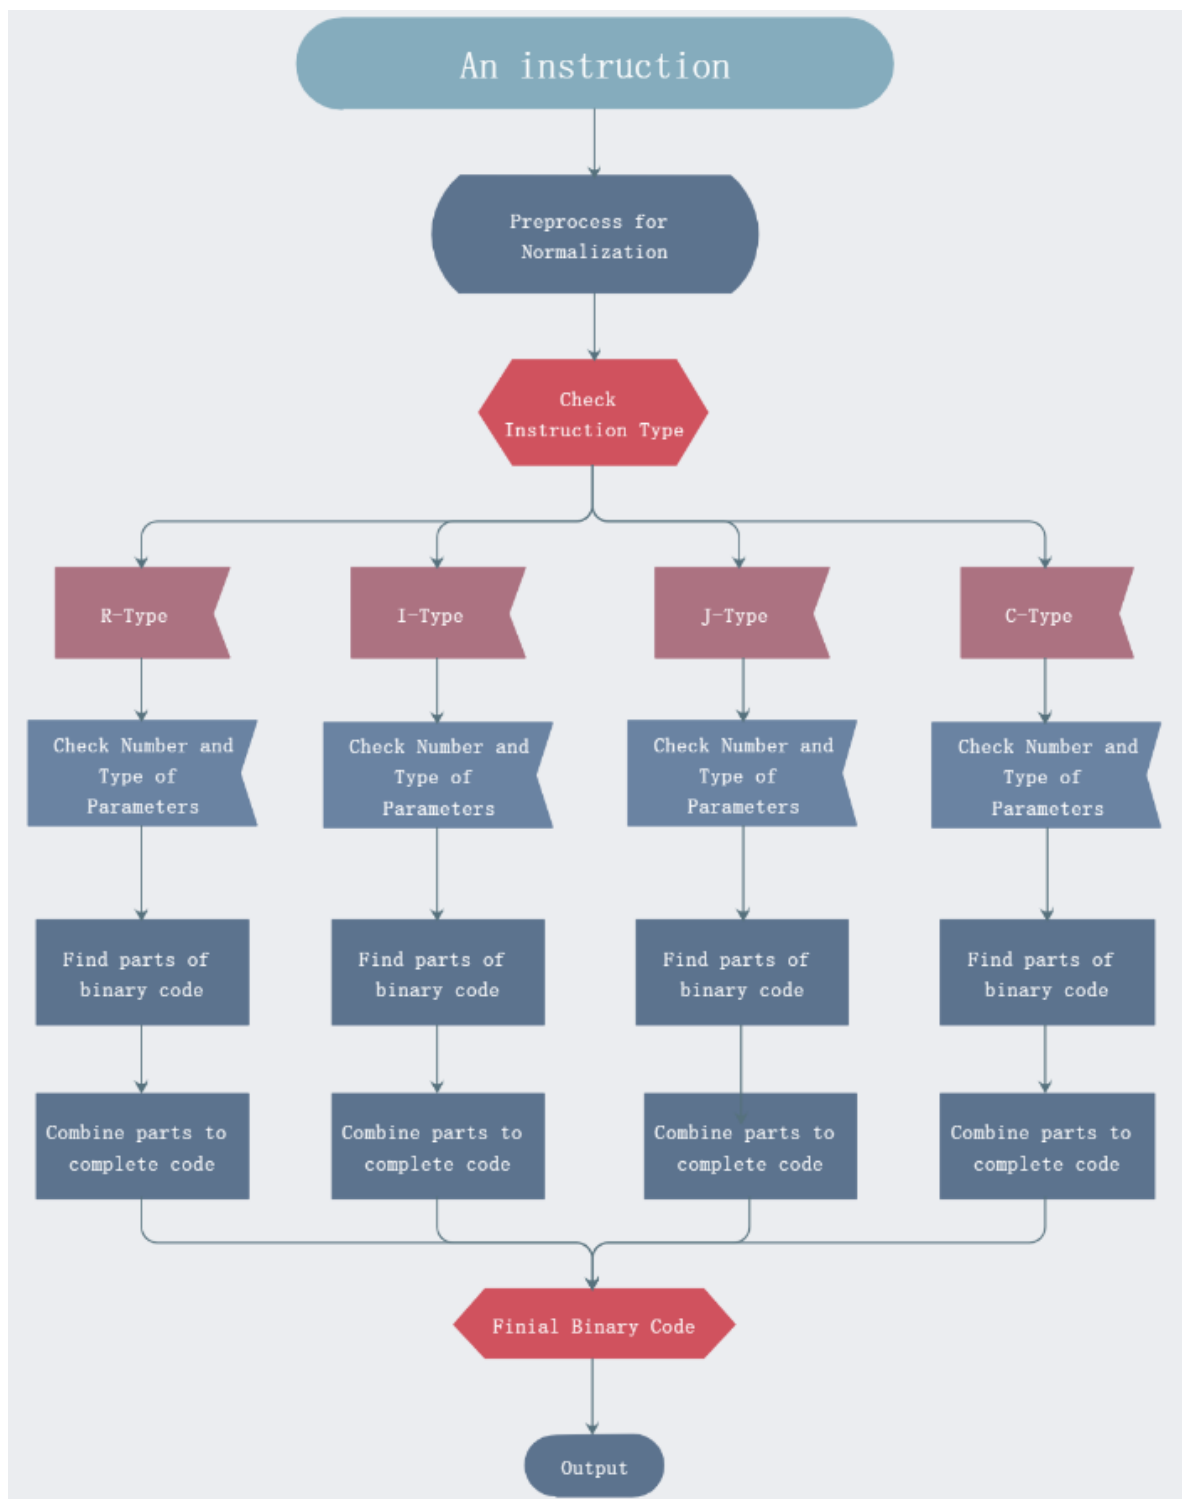 An instruction
Preprocess for
Normalization
Check
Instruction Type
R-Type
I-Type
J-Type
C-Type
Check Number and
Type of
Parameters
Check Number and
Type of
Parameters
Check Number and
Type of
Parameters
Check Number and
Type of
Parameters
Find parts of
binary code
Find parts of
binary code
Find parts of
binary code
Find parts of
binary code
Combine parts to
complete code
Combine parts to
complete code
Combine parts to
complete code
Combine parts to
complete code
Finial Binary Code
Output